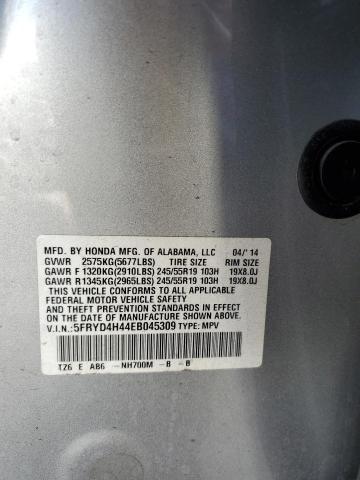 MFD. BY HONDA MFG. OF ALABAMA, LLC 04/'14
GVWR 2575KG(5677LBS) TIRE SIZE RIM SIZE
GAWR F 1320KG(2910LBS) 245/55R19 103H 19X8.0J
GAWR R1345KG(2965LBS) 245/55R19 103H 19X8.0J
THIS VEHICLE CONFORMS TO ALL APPLICABLE
FEDERAL MOTOR VEHICLE SAFETY
AND THEFT PREVENTION STANDARDS IN EFFECT
ON THE DATE OF MANUFACTURE SHOWN ABOVE.
V.I.N.: 5FRYD4H44EB045309 TYPE: MPV
TZ6 E AB6 -NH700M -B -B